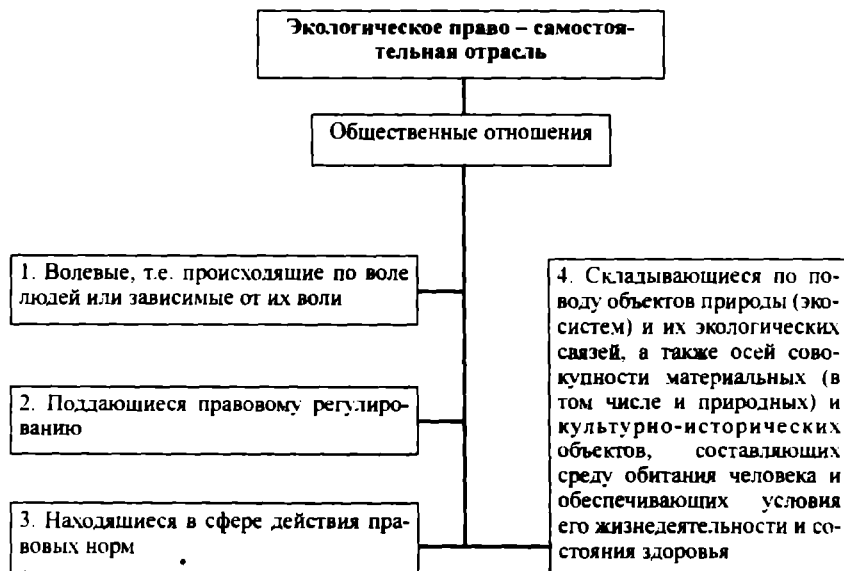 Экологическое право – самостоя-
тельная отрасль
Общественные отношения
1. Волевые, т.е. происходящие по воле
людей или зависимые от их воли
2. Поддающиеся правовому регулиро-
ванию
3. Находящиеся в сфере действия пра-
вовых норм
4. Складывающиеся по по-
воду объектов природы (эко-
систем) и их экологических
связей, а также осей сово-
купности материальных (в
том числе и природных) и
культурно-исторических
объектов, составляющих
среду обитания человека и
обеспечивающих условия
его жизнедеятельности и со-
стояния здоровья